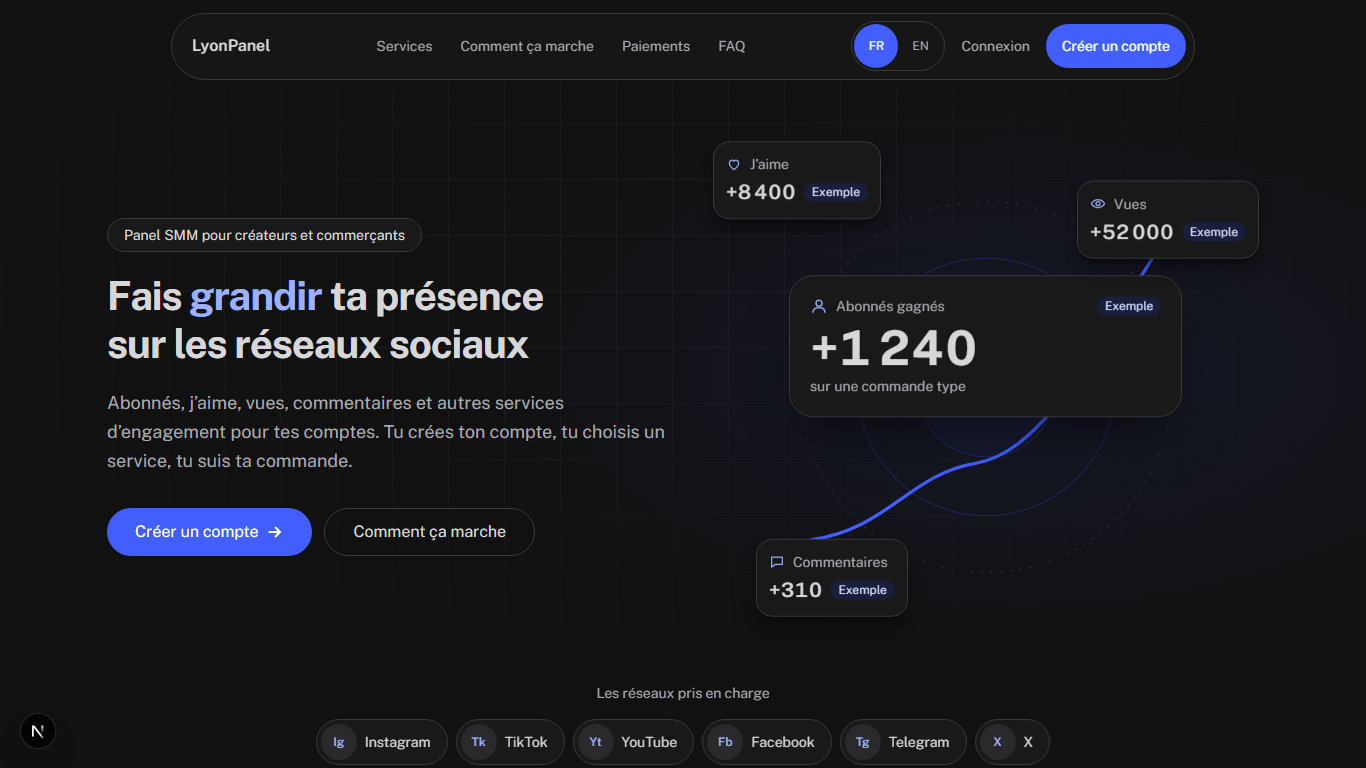 LyonPanel
Services
Comment ça marche
Paiements
FAQ
FR
EN
Connexion
Créer un compte
J'aime
+8 400
Exemple
Vues
+52 000
Exemple
Panel SMM pour créateurs et commerçants
Fais grandir ta présence
sur les réseaux sociaux
Abonnés gagnés
Exemple
+1 240
sur une commande type
Abonnés, j’aime, vues, commentaires et autres services
d’engagement pour tes comptes. Tu crées ton compte, tu choisis un
service, tu suis ta commande.
Créer un compte →
Comment ça marche
Commentaires
+310
Exemple
Les réseaux pris en charge
N
Ig Instagram
Tk TikTok
Yt YouTube
Fb Facebook
Tg Telegram
X X